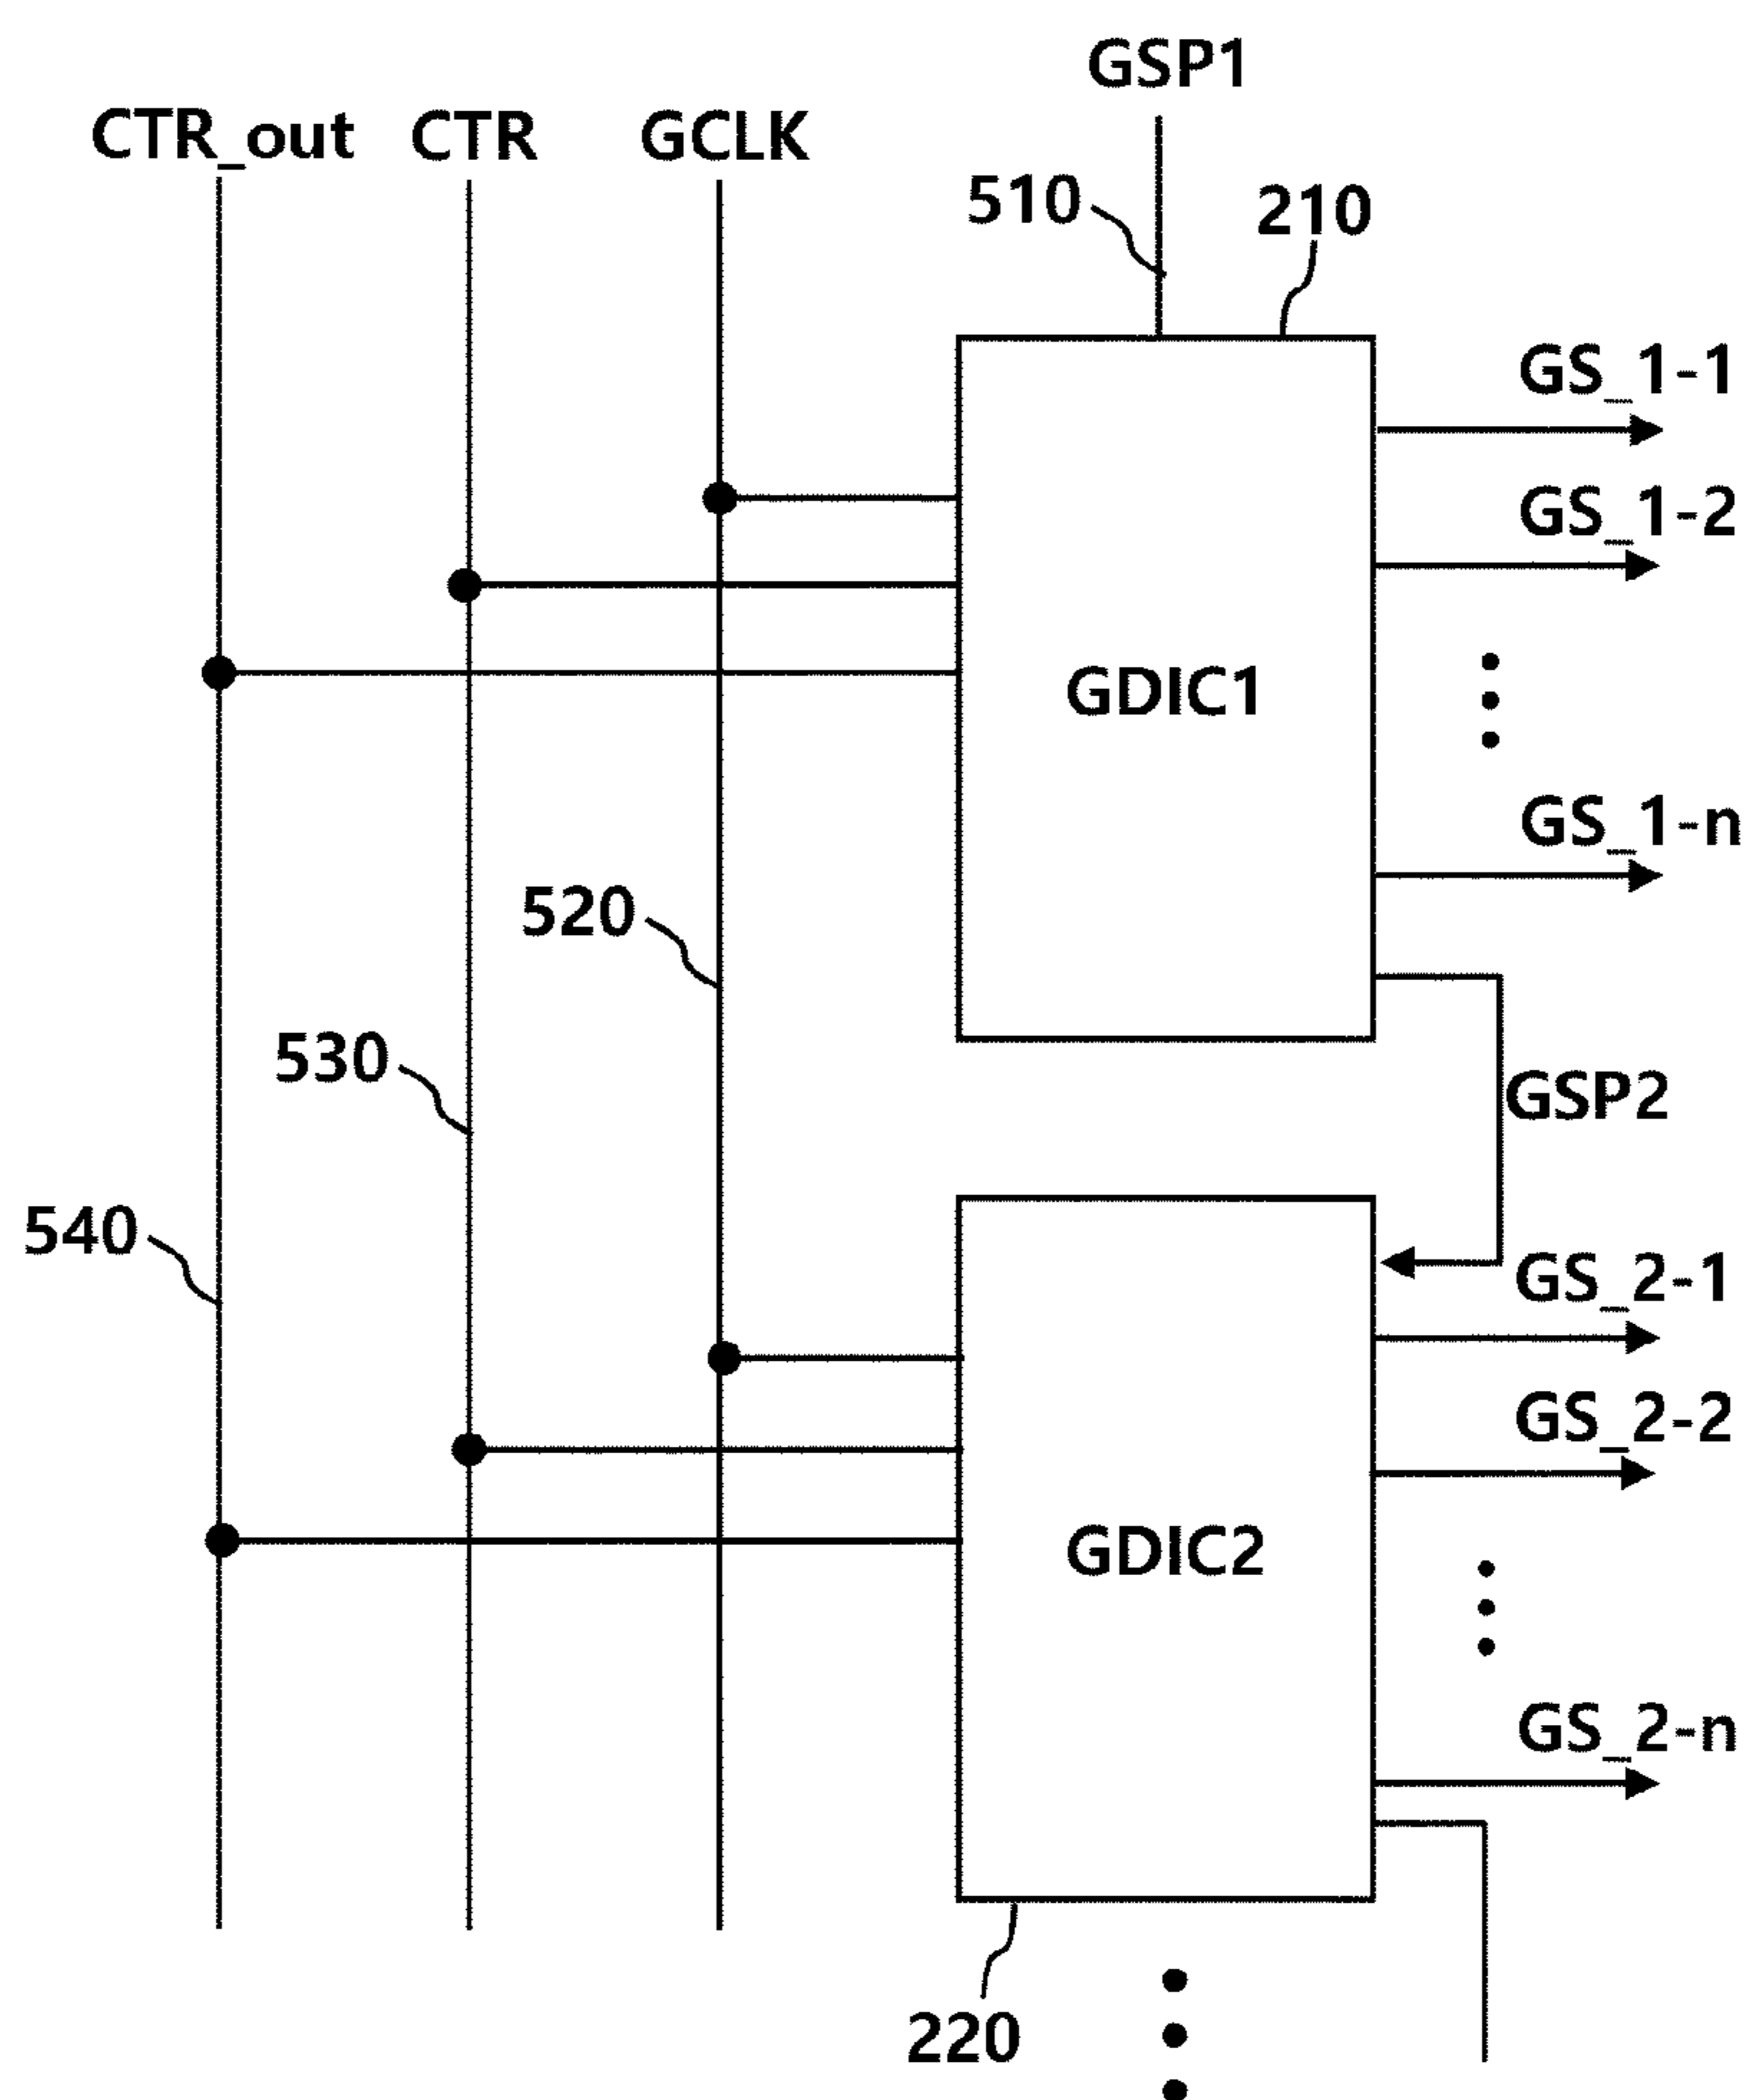 GSP1
CTR_out CTR GCLK
510 210
GS_1-1
GS_1-2
GDIC1
GS_1-n
520
530
GSP2
540
GS_2-1
GS_2-2
GDIC2
GS_2-n
220